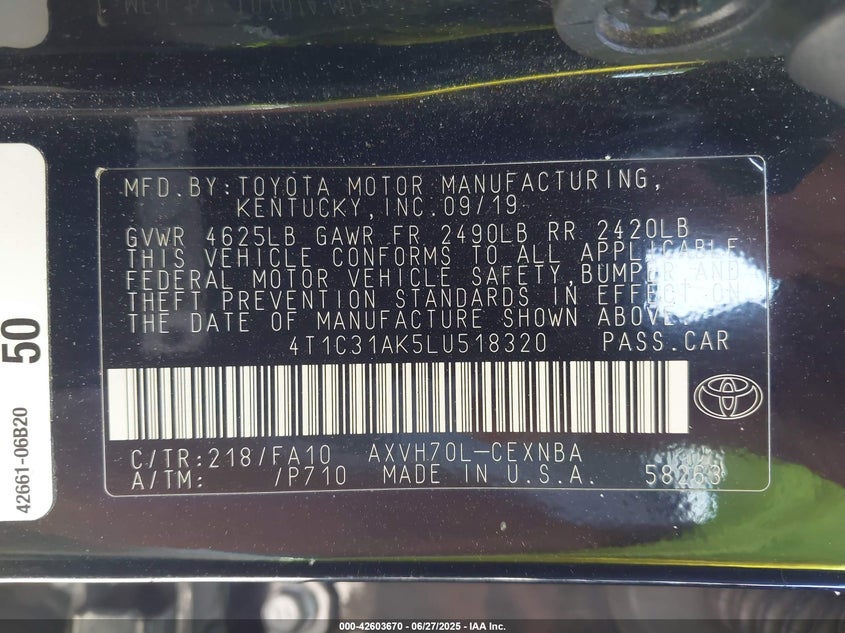 MFD.BY:TOYOTA MOTOR MANUFACTURING,
KENTUCKY,INC.09/19
GVWR 4625LB GAWR FR 2490LB RR 2420LB
THIS VEHICLE CONFORMS TO ALL APPLICABLE
FEDERAL MOTOR VEHICLE SAFETY,BUMPER AND
THEFT PREVENTION STANDARDS IN EFFECT ON
THE DATE OF MANUFACTURE SHOWN ABOVE.
4T1C31AK5LU518320 PASS.CAR
C/TR:218/FA10 AXVH70L-CEXNBA
A/TM: /P710 MADE IN U.S.A. 58263
50
42661-06B20
000-42603670 | 06/27/2025 - IAA Inc.